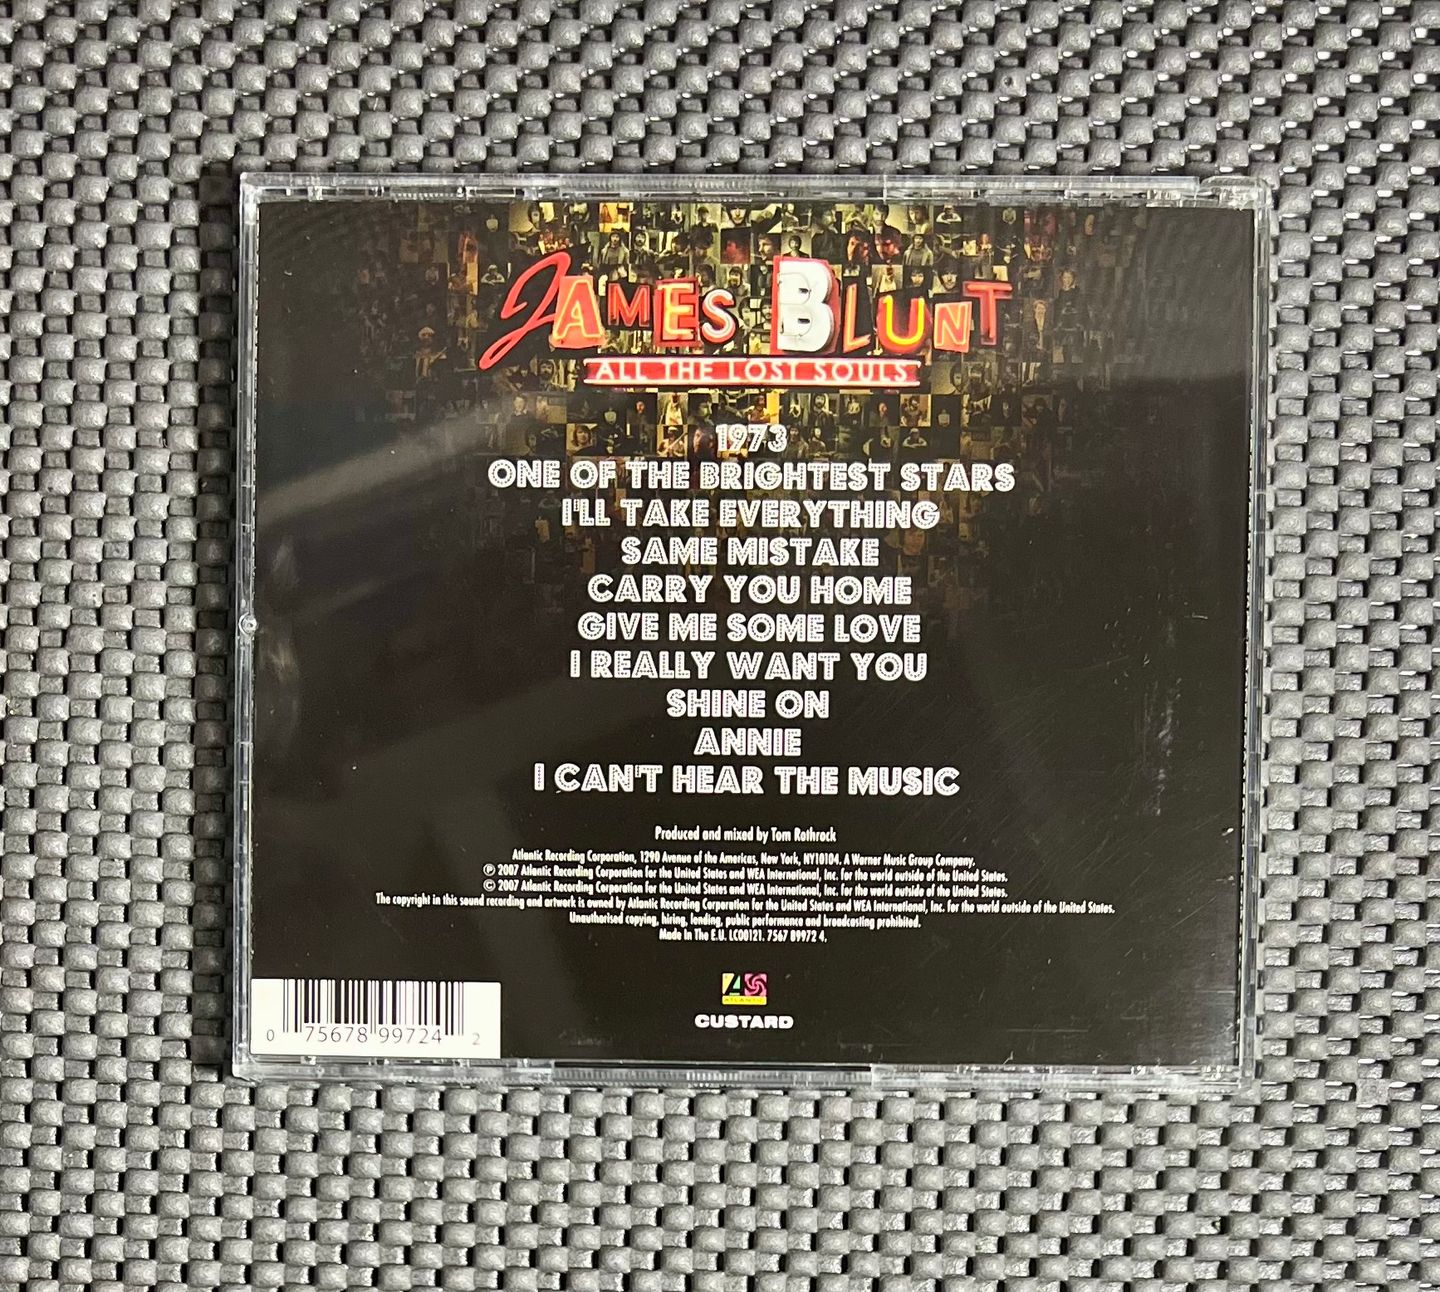 JAMES BLUNT
ALL THE LOST SOULS
1973
ONE OF THE BRIGHTEST STARS
I'LL TAKE EVERYTHING
SAME MISTAKE
CARRY YOU HOME
GIVE ME SOME LOVE
I REALLY WANT YOU
SHINE ON
ANNIE
I CAN'T HEAR THE MUSIC
Produced and mixed by Tom Rothrock
Atlantic Recording Corporation, 1290 Avenue of the Americas, New York, NY10104. A Warner Music Group Company.
℗ 2007 Atlantic Recording Corporation for the United States and WEA International, Inc. for the world outside of the United States.
© 2007 Atlantic Recording Corporation for the United States and WEA International, Inc. for the world outside of the United States.
The copyright in this sound recording and artwork is owned by Atlantic Recording Corporation for the United States and WEA International, Inc. for the world outside of the United States.
Unauthorised copying, hiring, lending, public performance and broadcasting prohibited.
Made In The E.U. LC00121. 7567 89972 4.
ATLANTIC
CUSTARD
0 75678 99724 2